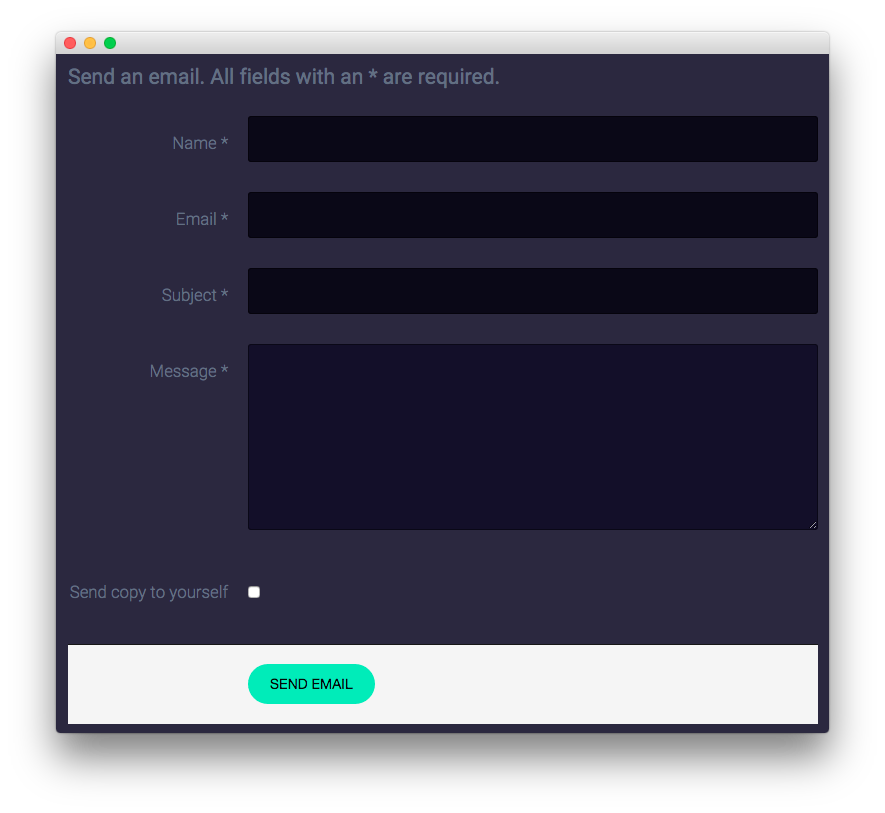 Send an email. All fields with an * are required.
Name *
Email *
Subject *
Message *
Send copy to yourself
SEND EMAIL